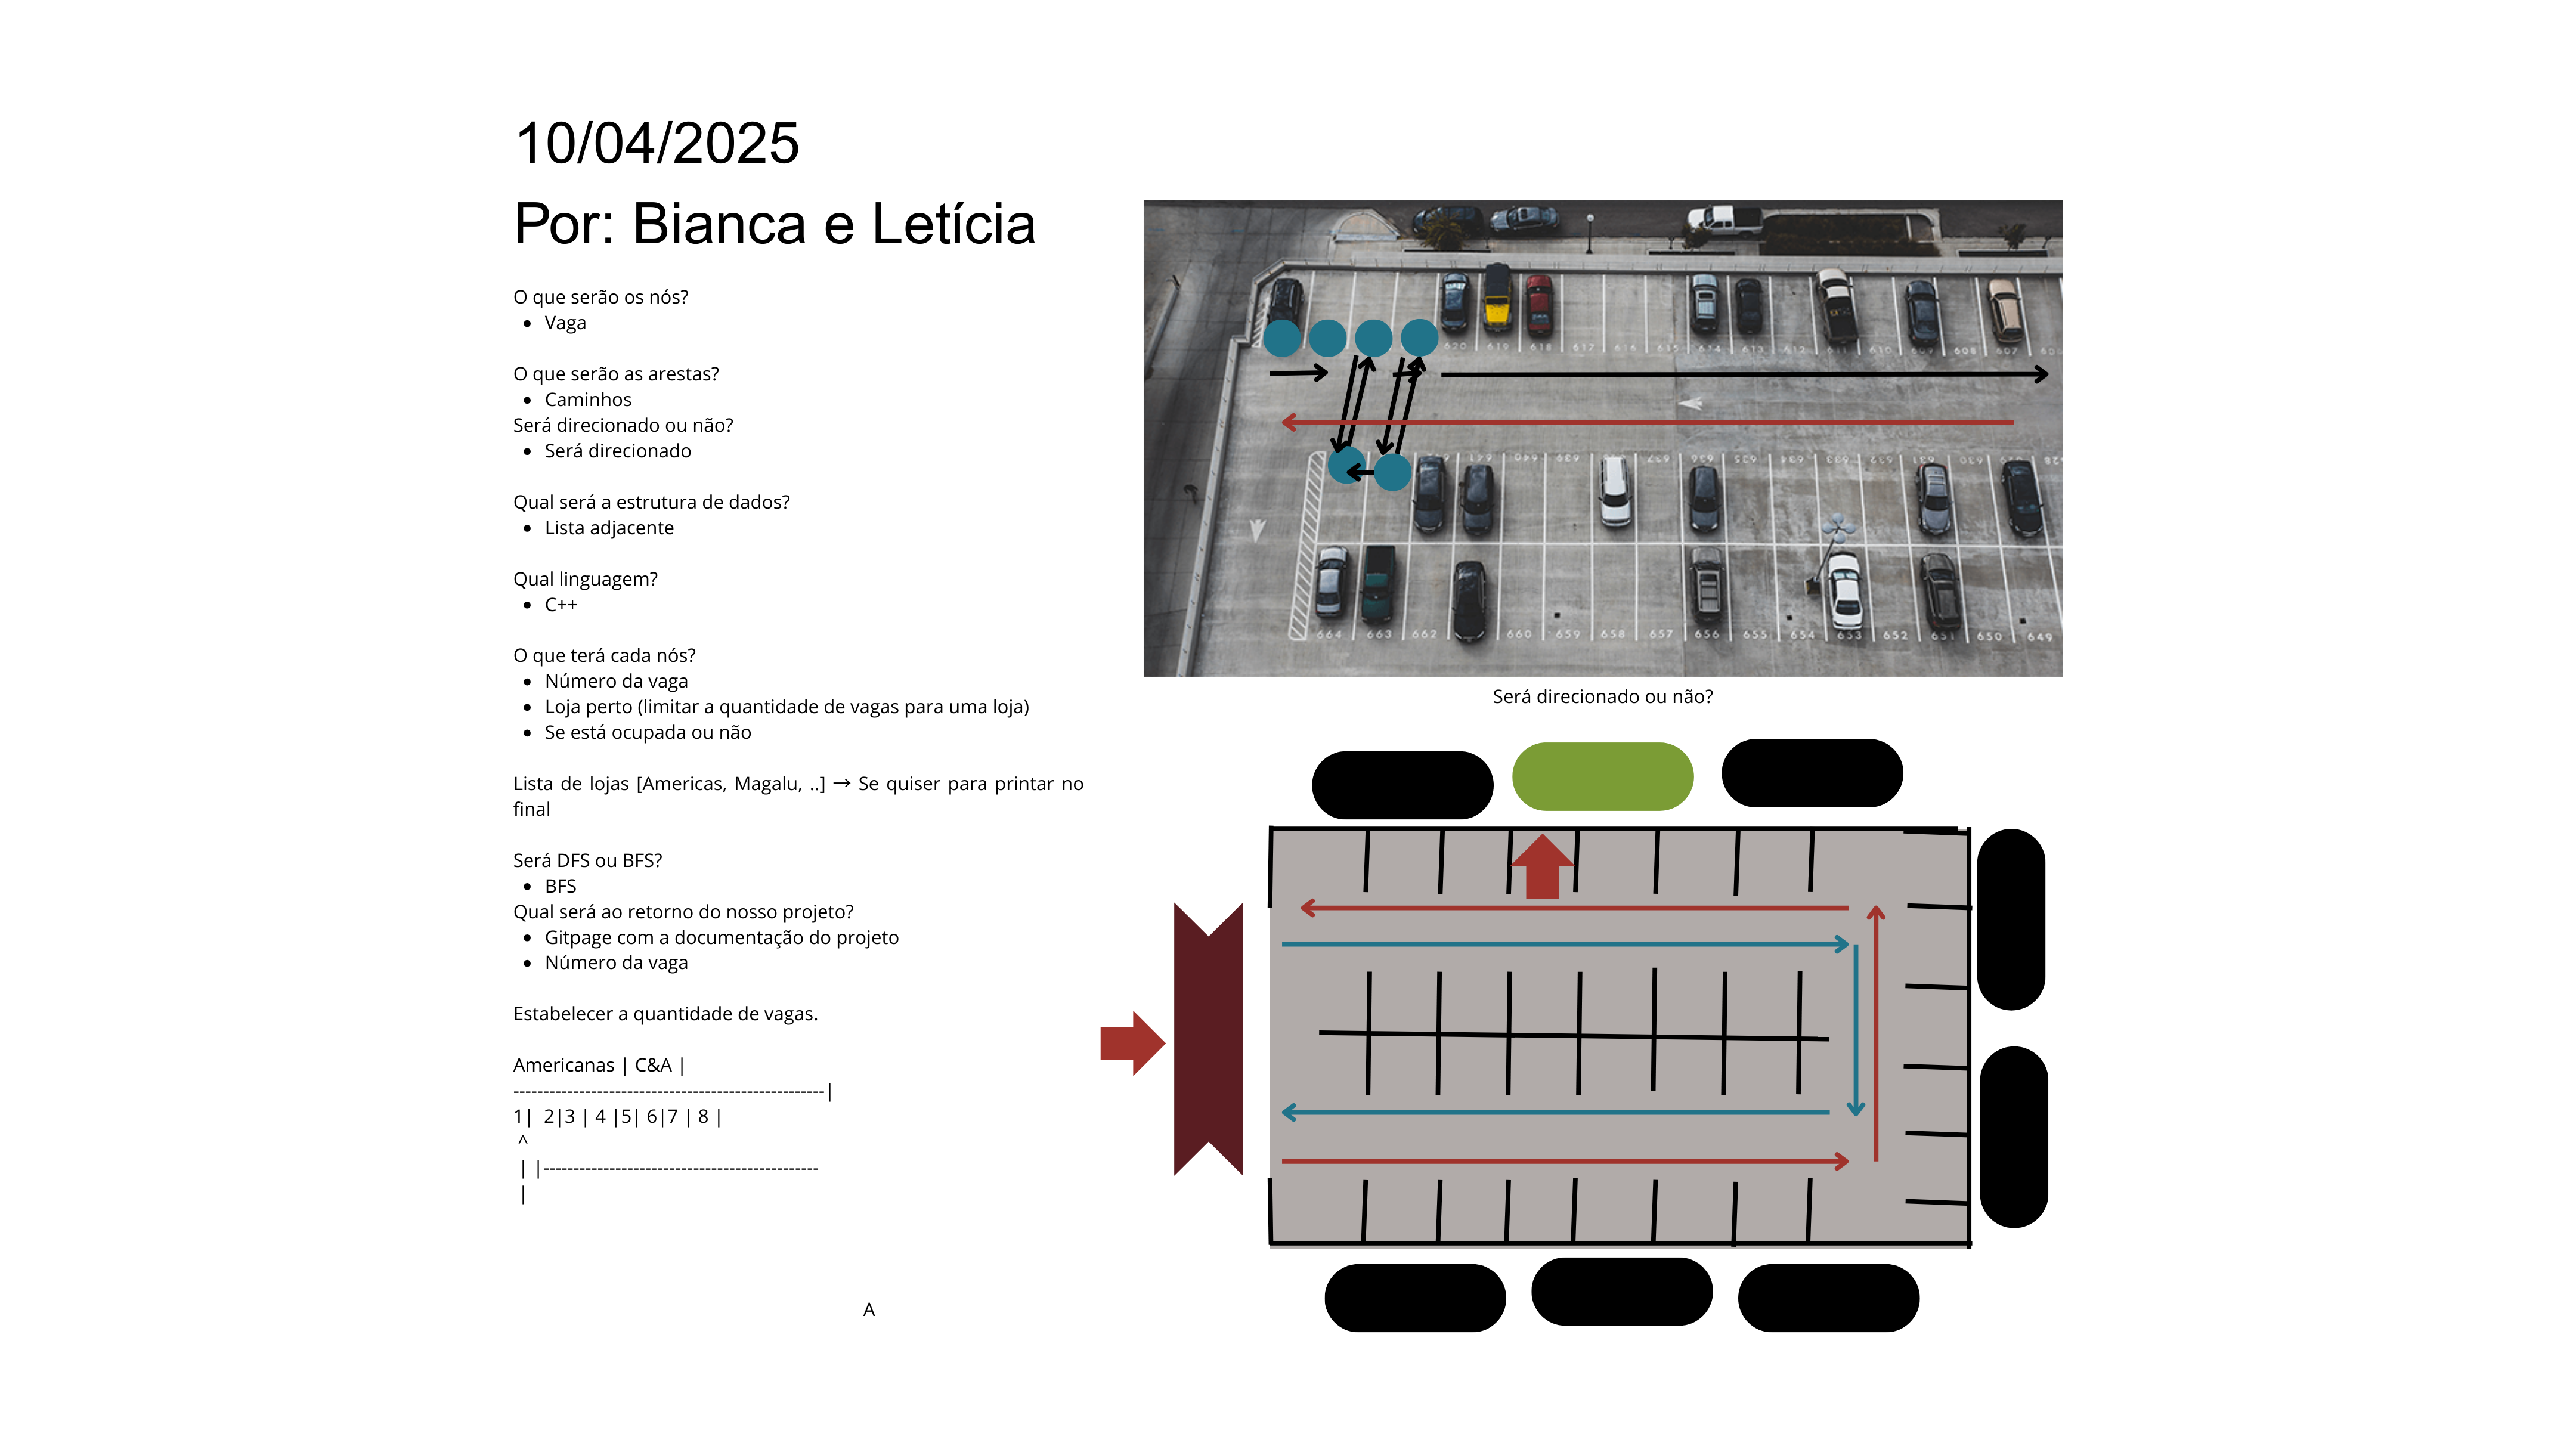 10/04/2025
Por: Bianca e Letícia
O que serão os nós?
• Vaga
O que serão as arestas?
• Caminhos
Será direcionado ou não?
• Será direcionado
Qual será a estrutura de dados?
• Lista adjacente
Qual linguagem?
• C++
O que terá cada nós?
• Número da vaga
• Loja perto (limitar a quantidade de vagas para uma loja)
• Se está ocupada ou não
Lista de lojas [Americas, Magalu, ..] → Se quiser para printar no
final
Será DFS ou BFS?
• BFS
Qual será ao retorno do nosso projeto?
• Gitpage com a documentação do projeto
• Número da vaga
Estabelecer a quantidade de vagas.
Americanas | C&A |
----------------------------------------------------|
1|  2|3 | 4 |5| 6|7 | 8 |
^
| |----------------------------------------------
|
A
620 619 618 617 616 615 614 613 612 611 610 609 608 607
664 663 662 660 659 658 657 656 655 654 653 652 651 650 649
Será direcionado ou não?